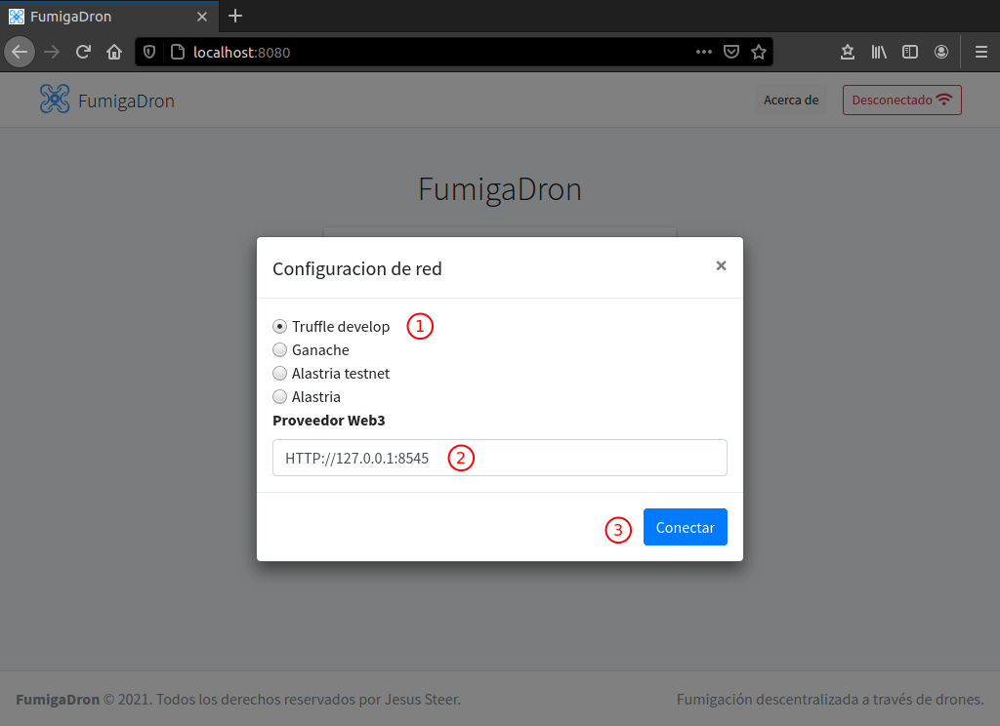 FumigaDron
localhost:8080
FumigaDron
Acerca de
Desconectado
FumigaDron
Configuracion de red
×
Truffle develop
1
Ganache
Alastria testnet
Alastria
Proveedor Web3
HTTP://127.0.0.1:8545
2
3
Conectar
FumigaDron © 2021. Todos los derechos reservados por Jesus Steer.
Fumigación descentralizada a través de drones.